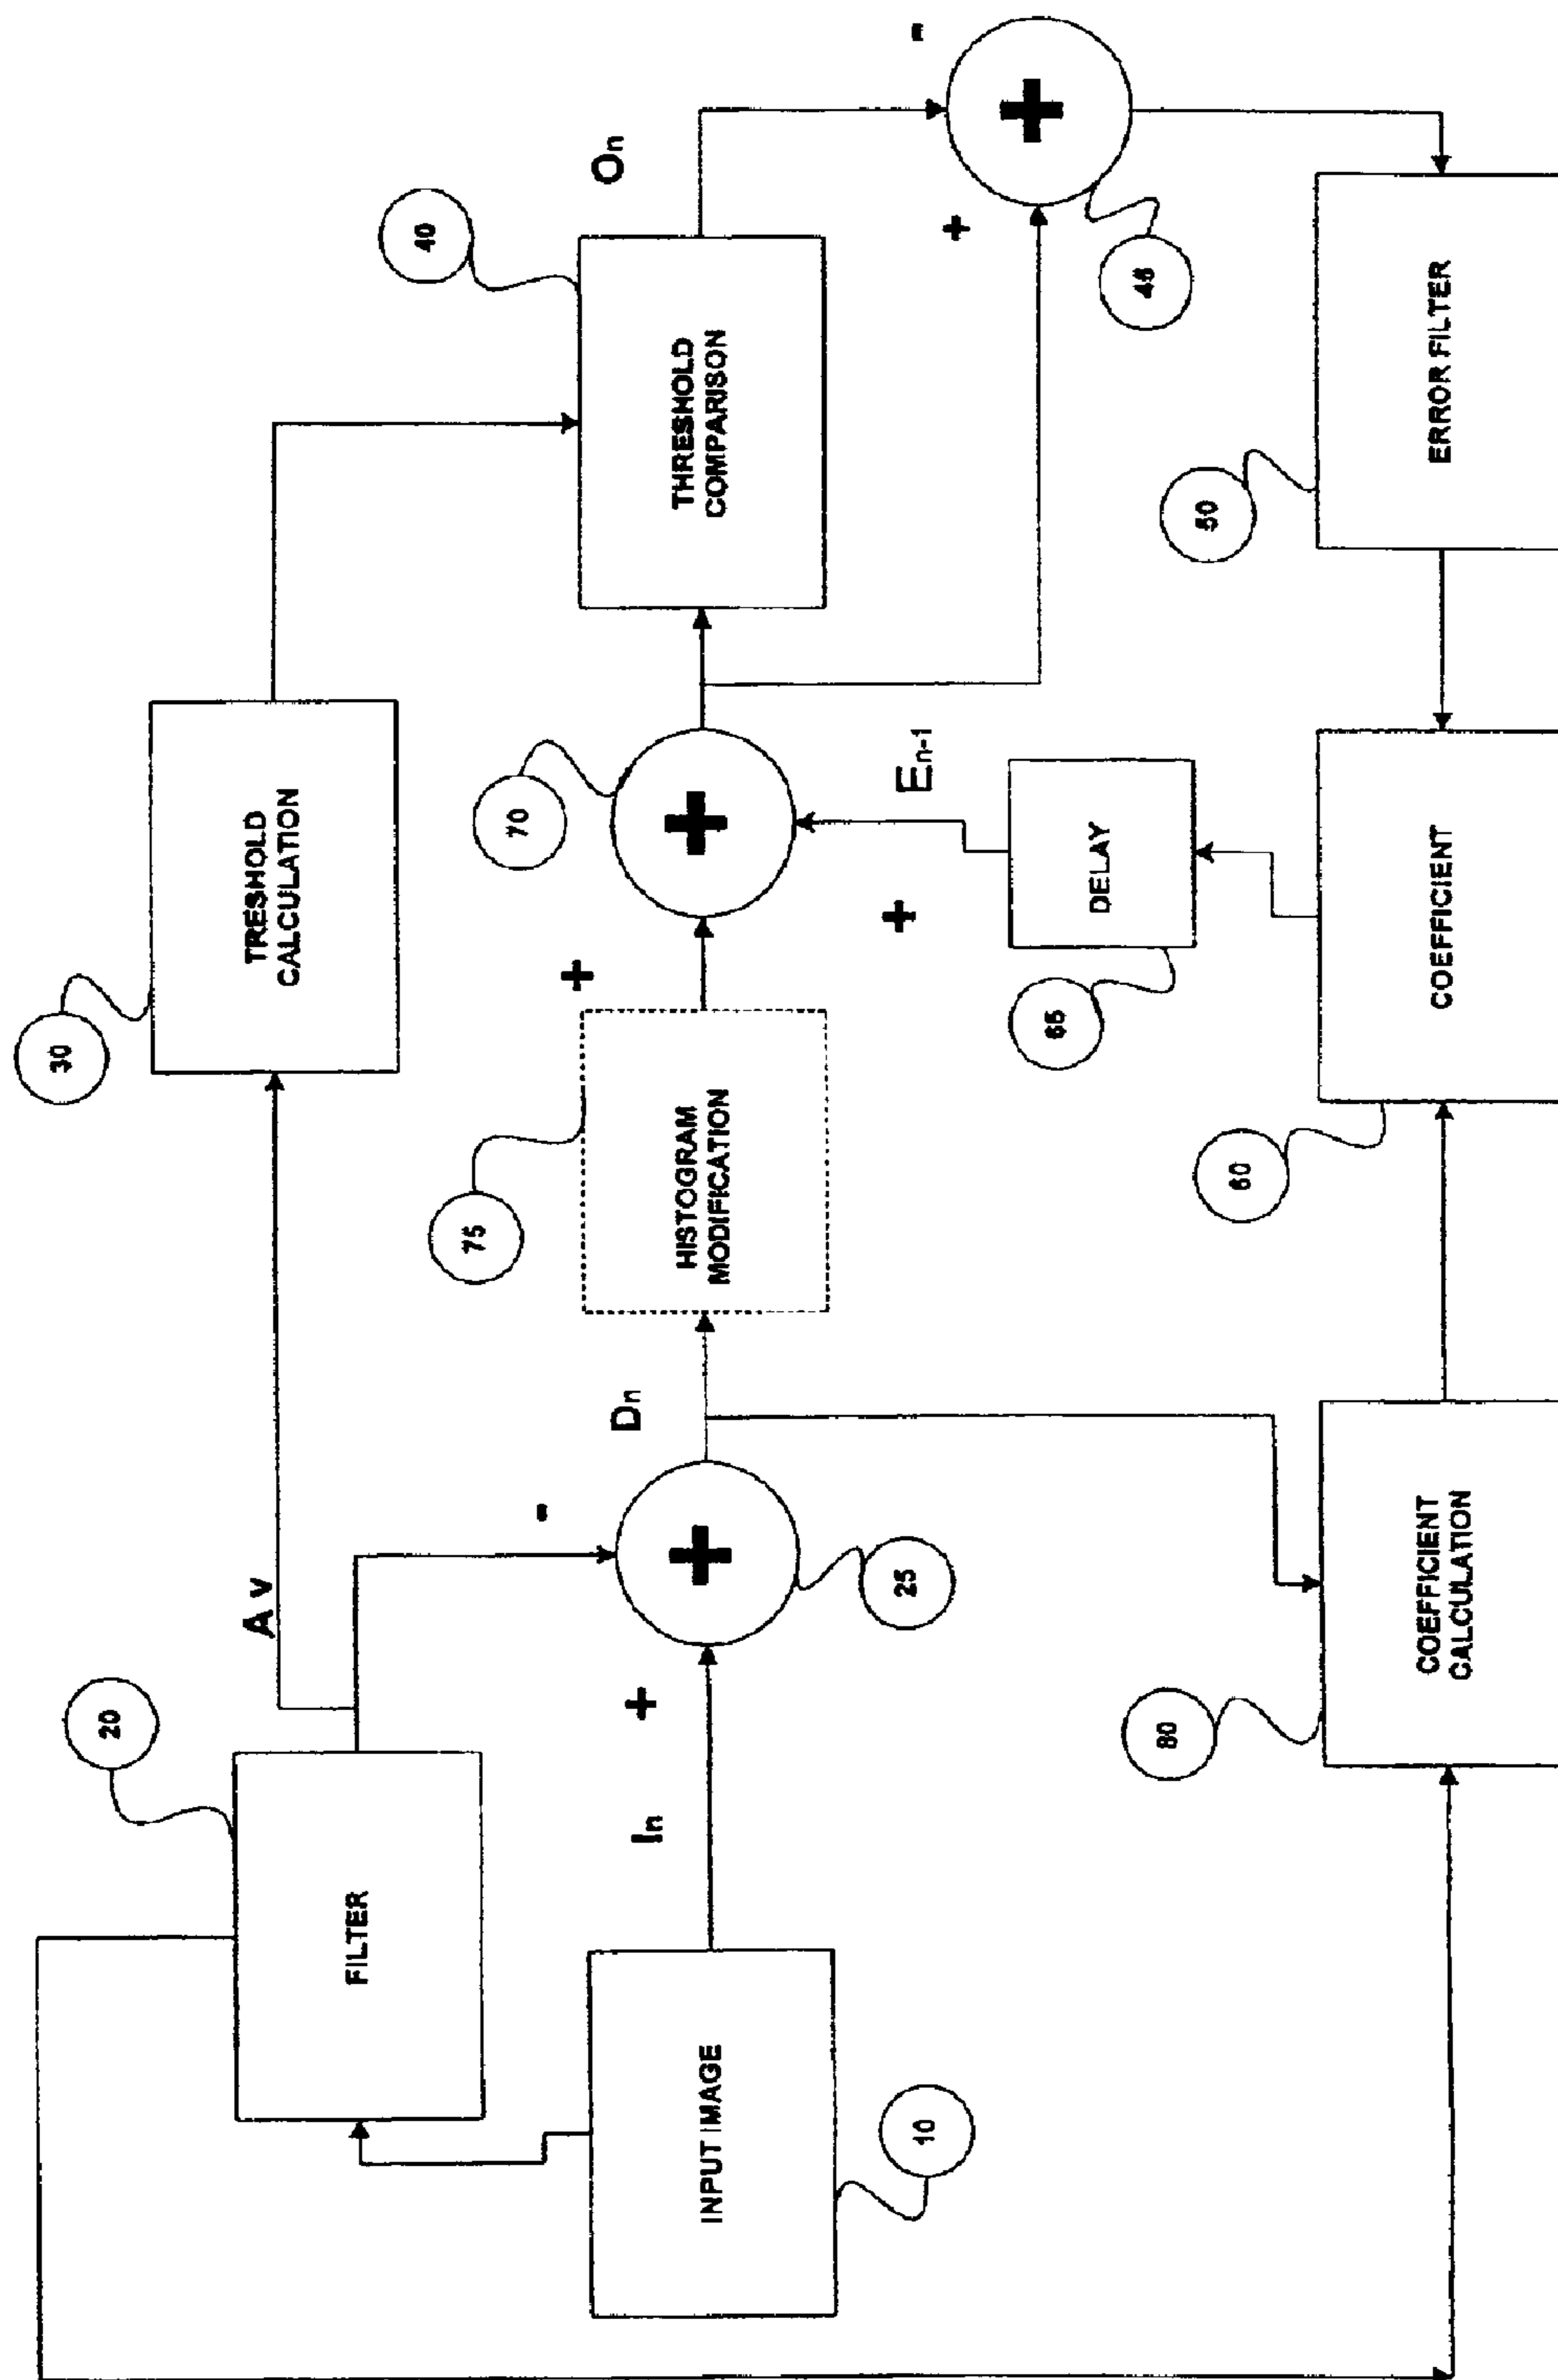 20
FILTER
A v
30
TRESHOLD
CALCULATION
INPUT IMAGE
10
In
+
-
+
25
Dn
75
HISTOGRAM
MODIFICATION
+
70
+
+
En-1
DELAY
65
40
THRESHOLD
COMPARISON
On
-
+
+
45
80
COEFFICIENT
CALCULATION
60
COEFFICIENT
50
ERROR FILTER